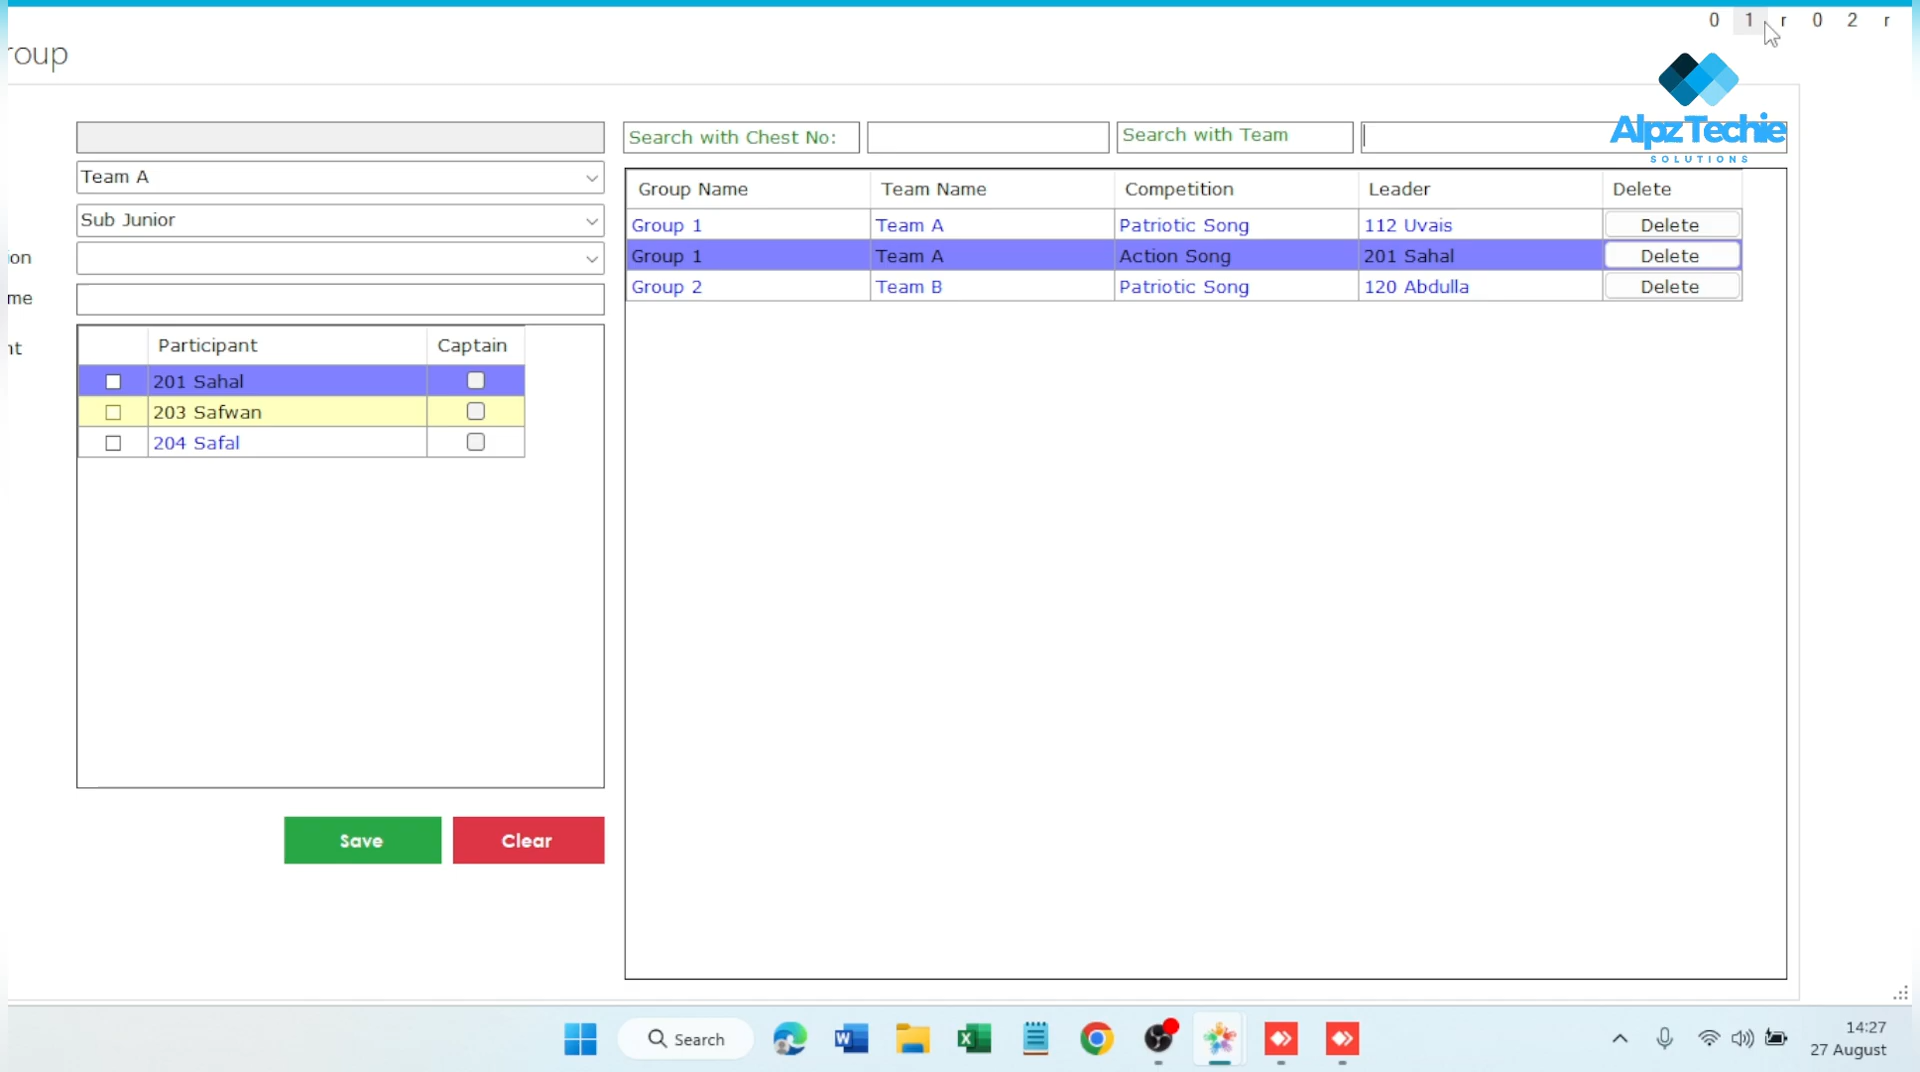 0 1 r 0 2 r
roup
Alpz Techie
SOLUTIONS
Search with Chest No:
Search with Team
Team A
Sub Junior
ion
me
nt
Participant Captain
201 Sahal
203 Safwan
204 Safal
Save
Clear
Group Name Team Name Competition Leader Delete
Group 1 Team A Patriotic Song 112 Uvais Delete
Group 1 Team A Action Song 201 Sahal Delete
Group 2 Team B Patriotic Song 120 Abdulla Delete
Search
14:27
27 August